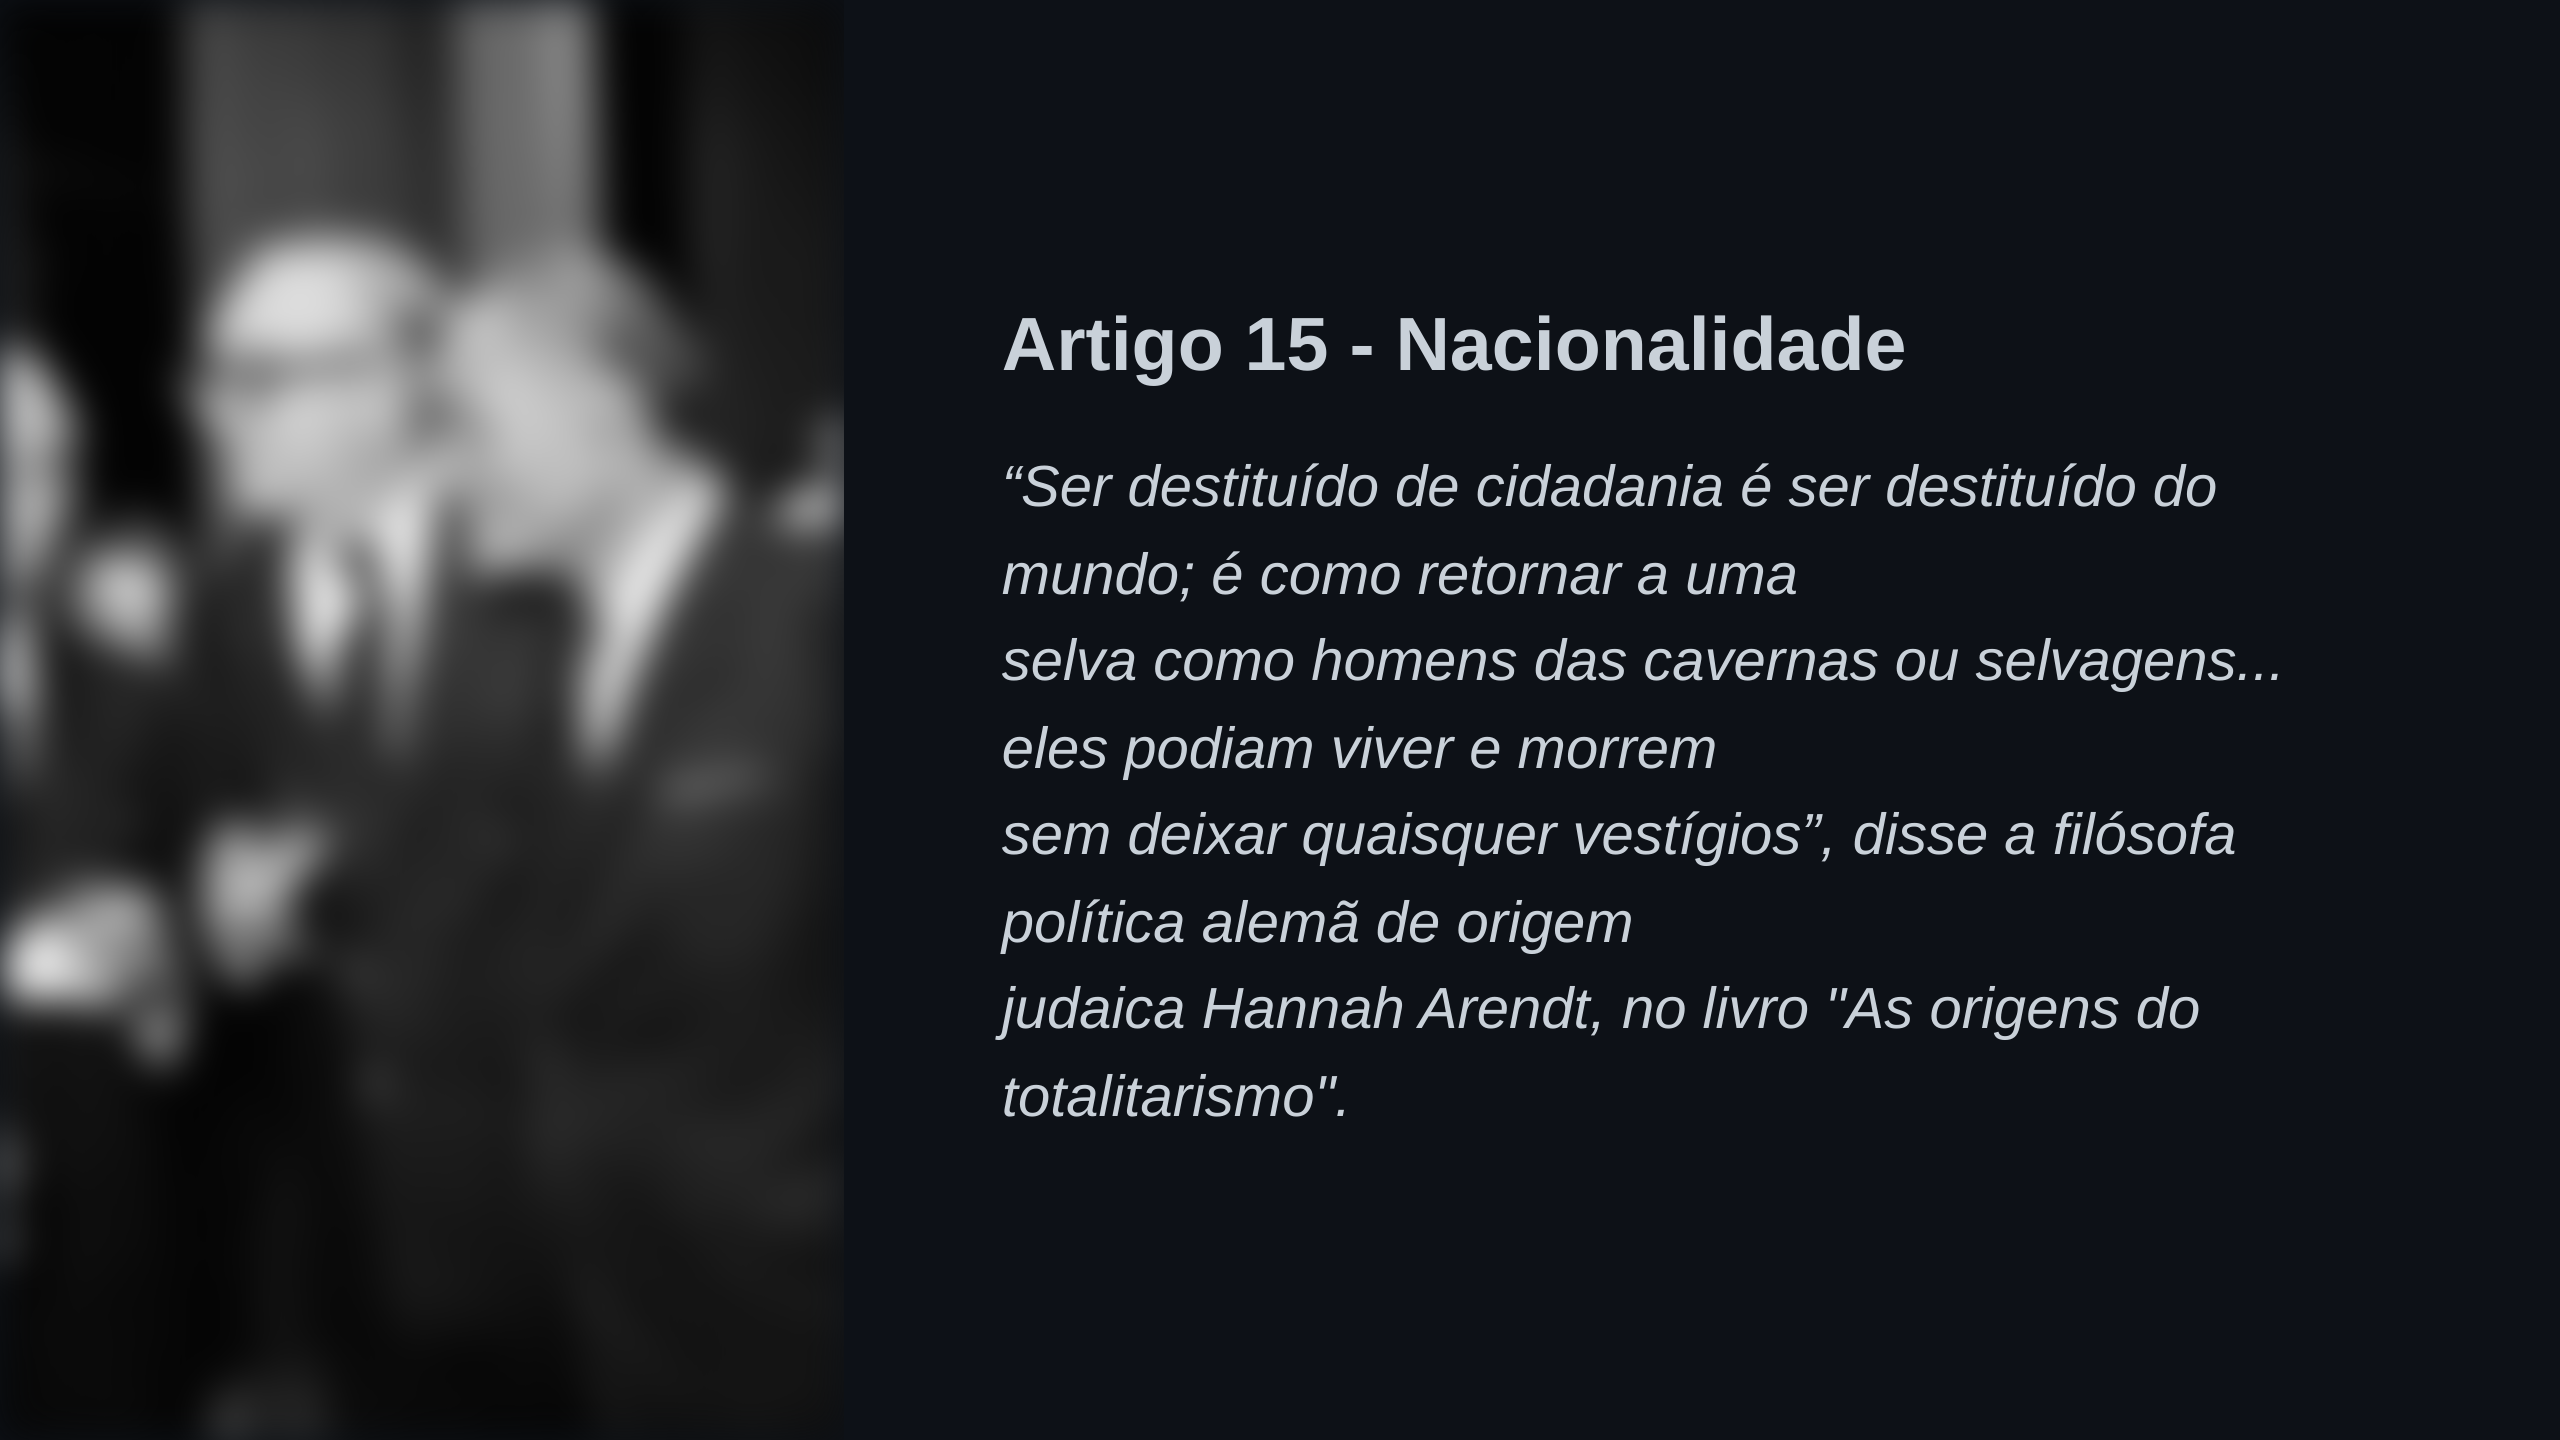 Artigo 15 - Nacionalidade
“Ser destituído de cidadania é ser destituído do
mundo; é como retornar a uma
selva como homens das cavernas ou selvagens...
eles podiam viver e morrem
sem deixar quaisquer vestígios”, disse a filósofa
política alemã de origem
judaica Hannah Arendt, no livro "As origens do
totalitarismo".